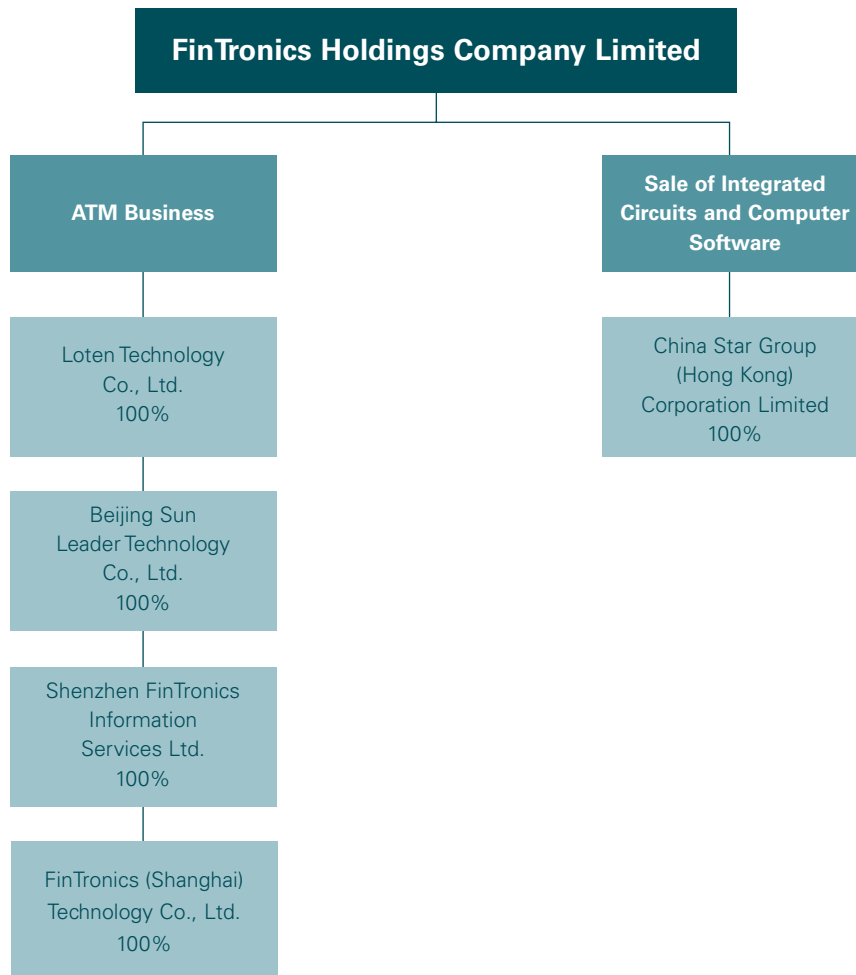 FinTronics Holdings Company Limited
ATM Business
Loten Technology
Co., Ltd.
100%
Beijing Sun
Leader Technology
Co., Ltd.
100%
Shenzhen FinTronics
Information
Services Ltd.
100%
FinTronics (Shanghai)
Technology Co., Ltd.
100%
Sale of Integrated
Circuits and Computer
Software
China Star Group
(Hong Kong)
Corporation Limited
100%